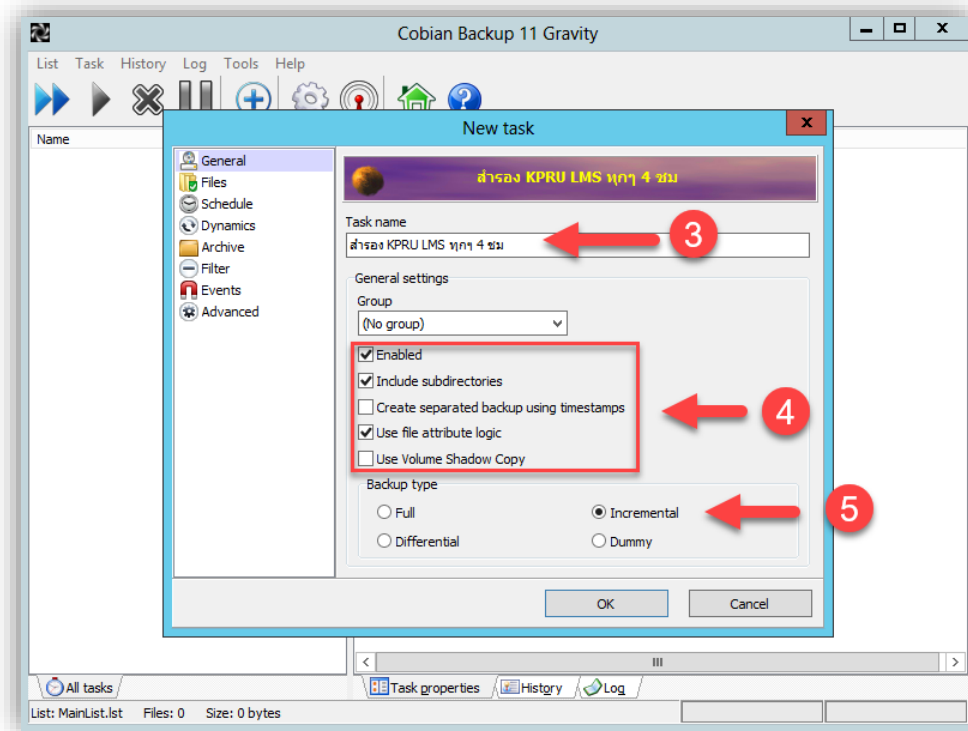 Cobian Backup 11 Gravity
List Task History Log Tools Help
Name
New task
General
Files
Schedule
Dynamics
Archive
Filter
Events
Advanced
สำรอง KPRU LMS ทุกๆ 4 ชม
Task name
สำรอง KPRU LMS ทุกๆ 4 ชม
3
General settings
Group
(No group)
Enabled
Include subdirectories
Create separated backup using timestamps
Use file attribute logic
Use Volume Shadow Copy
4
Backup type
Full
Incremental
Differential
Dummy
5
OK
Cancel
All tasks
Task properties
History
Log
List: MainList.lst Files: 0 Size: 0 bytes